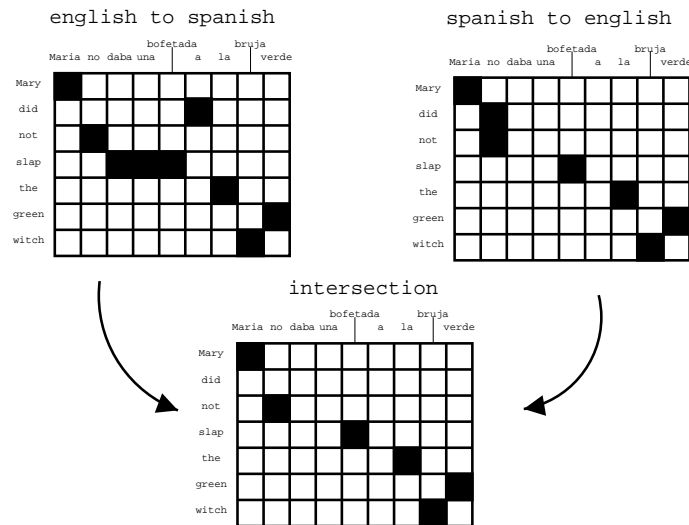 english to spanish
bofetada bruja
Maria no daba una a la verde
Mary
did
not
slap
the
green
witch
spanish to english
bofetada bruja
Maria no daba una a la verde
Mary
did
not
slap
the
green
witch
intersection
bofetada bruja
Maria no daba una a la verde
Mary
did
not
slap
the
green
witch